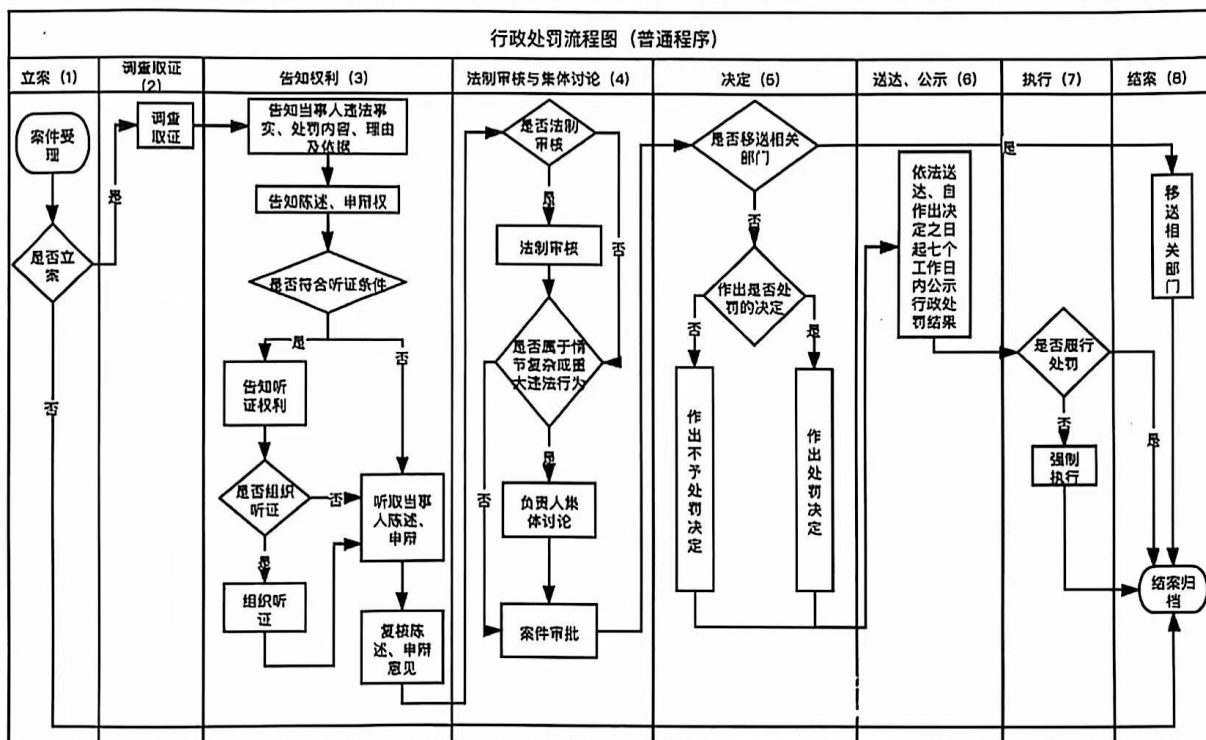 行政处罚流程图（普通程序）
立案（1）
调查取证
（2）
告知权利（3）
法制审核与集体讨论（4）
决定（5）
送达、公示（6）
执行（7）
结案（8）
案件受
理
是否立
案
是
否
调查
取证
告知当事人违法事
实、处罚内容、理由
及依据
告知陈述、申辩权
是否符合听证条件
是
否
告知听
证权利
是否组织
听证
否
是
组织听
证
听取当事
人陈述、
申辩
复核陈
述、申辩
意见
是否法制
审核
是
否
法制审核
是否属于情
节复杂或重
大违法行为
是
否
负责人集
体讨论
案件审批
是否移送相关
部门
是
否
作出是否处
罚的决定
否
是
作出不予处罚决定
作出处罚决定
依法送
达、自
作出决
定之日
起七个
工作日
内公示
行政处
罚结果
是否履行
处罚
否
是
强制
执行
移送相关部门
结案归
档